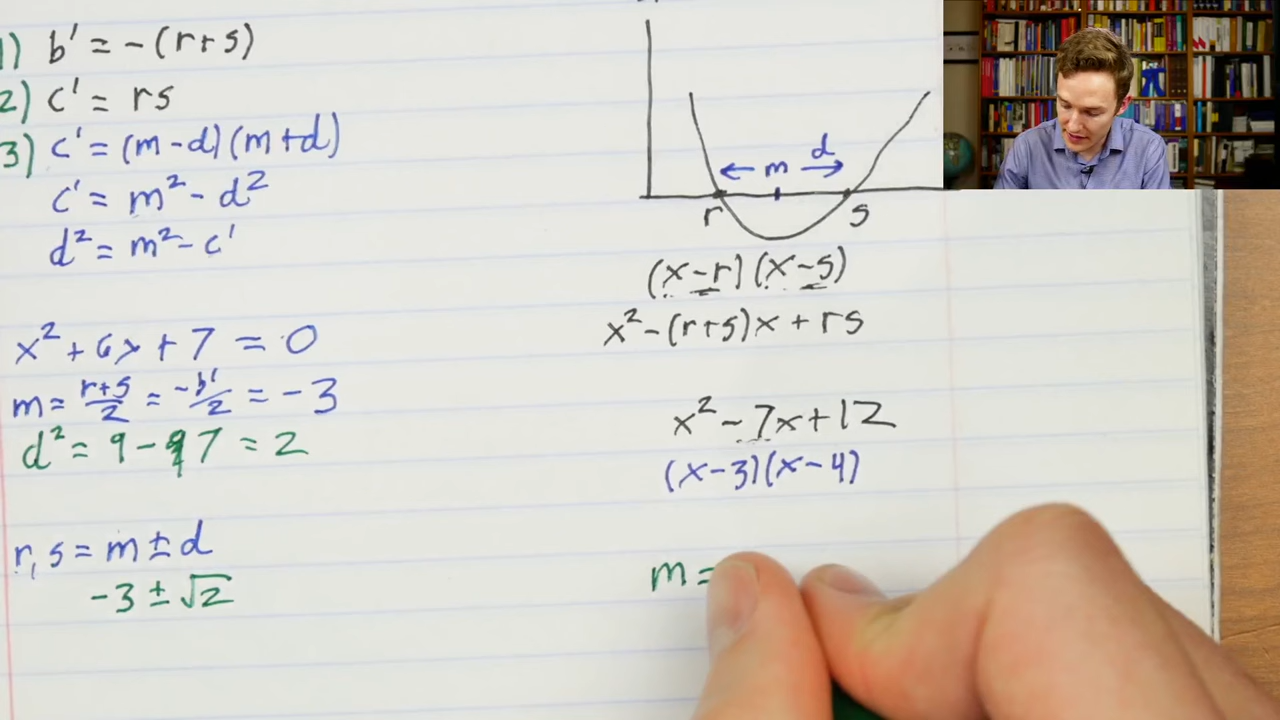 1) b' = -(r+s)
2) c' = rs
3) c' = (m-d)(m+d)
c' = m² - d²
d² = m² - c'
x² + 6x + 7 = 0
m = r+s/2 = -b'/2 = -3
d² = 9 - 7 = 2
r, s = m ± d
-3 ± √2
← m d →
r s
(x-r)(x-s)
x² - (r+s)x + rs
x² - 7x + 12
(x-3)(x-4)
m =